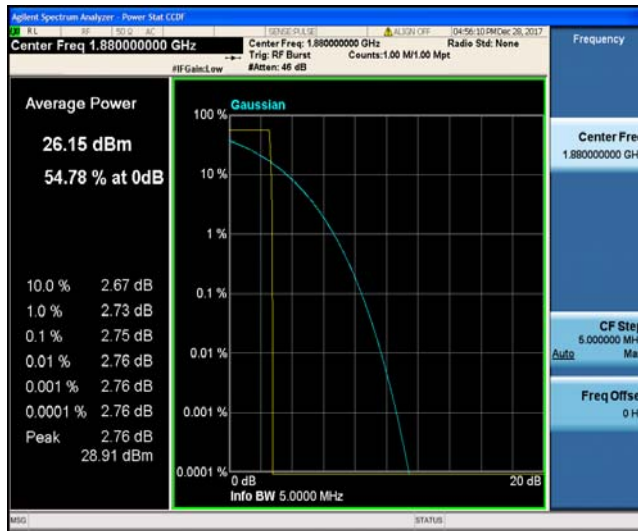 Agilent Spectrum Analyzer - Power Stat CCDF
RL RF 50 Ω AC SENSE:PULSE ALIGN OFF 04:56:10 PM Dec 28, 2017
Center Freq 1.880000000 GHz
Center Freq: 1.880000000 GHz Radio Std: None
Trig: RF Burst Counts:1.00 M/1.00 Mpt
#IFGain:Low #Atten: 46 dB
Frequency
Average Power
26.15 dBm
54.78 % at 0dB
10.0 % 2.67 dB
1.0 % 2.73 dB
0.1 % 2.75 dB
0.01 % 2.76 dB
0.001 % 2.76 dB
0.0001 % 2.76 dB
Peak 2.76 dB
28.91 dBm
Gaussian
100 %
10 %
1 %
0.1 %
0.01 %
0.001 %
0.0001 %
0 dB 20 dB
Info BW 5.0000 MHz
Center Fre
1.880000000 GH
CF Ste
5.000000 MH
Auto Ma
Freq Offse
0 H
MSG STATUS